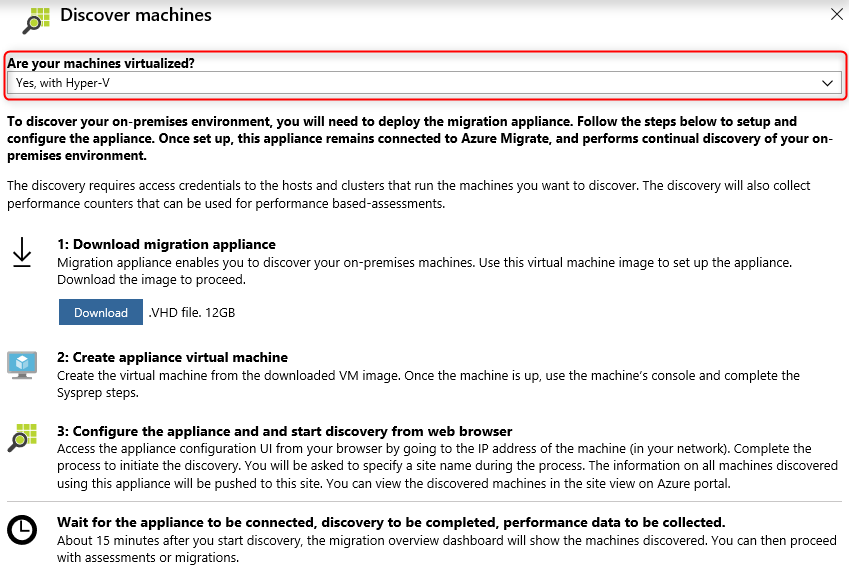 Discover machines
Are your machines virtualized?
Yes, with Hyper-V
To discover your on-premises environment, you will need to deploy the migration appliance. Follow the steps below to setup and
configure the appliance. Once set up, this appliance remains connected to Azure Migrate, and performs continual discovery of your on-
premises environment.
The discovery requires access credentials to the hosts and clusters that run the machines you want to discover. The discovery will also collect
performance counters that can be used for performance based-assessments.
1: Download migration appliance
Migration appliance enables you to discover your on-premises machines. Use this virtual machine image to set up the appliance.
Download the image to proceed.
Download .VHD file. 12GB
2: Create appliance virtual machine
Create the virtual machine from the downloaded VM image. Once the machine is up, use the machine's console and complete the
Sysprep steps.
3: Configure the appliance and and start discovery from web browser
Access the appliance configuration UI from your browser by going to the IP address of the machine (in your network). Complete the
process to initiate the discovery. You will be asked to specify a site name during the process. The information on all machines discovered
using this appliance will be pushed to this site. You can view the discovered machines in the site view on Azure portal.
Wait for the appliance to be connected, discovery to be completed, performance data to be collected.
About 15 minutes after you start discovery, the migration overview dashboard will show the machines discovered. You can then proceed
with assessments or migrations.